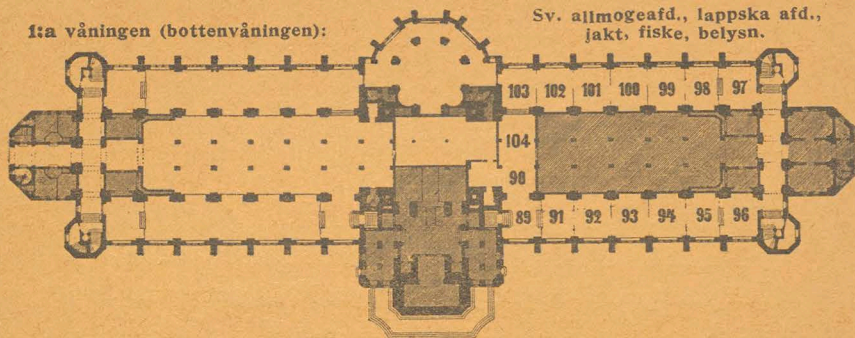 1:a våningen (bottenvåningen):
Sv. allmogeafd., lappska afd.,
jakt, fiske, belysn.
103 102 101 100 99 98 97
104
90
89 91 92 93 94 95 96